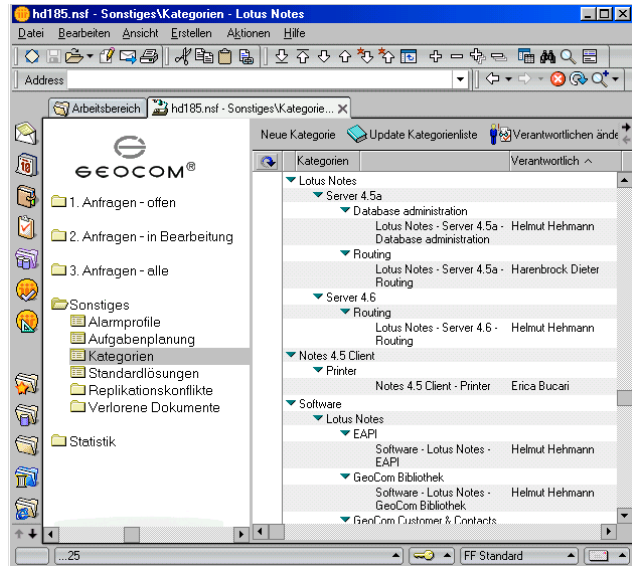 hd185.nsf - Sonstiges\Kategorien - Lotus Notes
Datei Bearbeiten Ansicht Erstellen Aktionen Hilfe
Address
Arbeitsbereich hd185.nsf - Sonstiges\Kategorie...
Neue Kategorie Update Kategorienliste Verantwortlichen ände
GEOCOM®
Kategorien Verantwortlich
1. Anfragen - offen
2. Anfragen - in Bearbeitung
3. Anfragen - alle
Sonstiges
Alarmprofile
Aufgabenplanung
Kategorien
Standardlösungen
Replikationskonflikte
Verlorene Dokumente
Statistik
Lotus Notes
Server 4.5a
Database administration
Lotus Notes - Server 4.5a - Helmut Hehmann
Database administration
Routing
Lotus Notes - Server 4.5a - Harenbrock Dieter
Routing
Server 4.6
Routing
Lotus Notes - Server 4.6 - Helmut Hehmann
Routing
Notes 4.5 Client
Printer
Notes 4.5 Client - Printer Erica Bucari
Software
Lotus Notes
EAPI
Software - Lotus Notes - Helmut Hehmann
EAPI
GeoCom Bibliothek
Software - Lotus Notes - Helmut Hehmann
GeoCom Bibliothek
GeoCom Customer & Contacts
...25 FF Standard